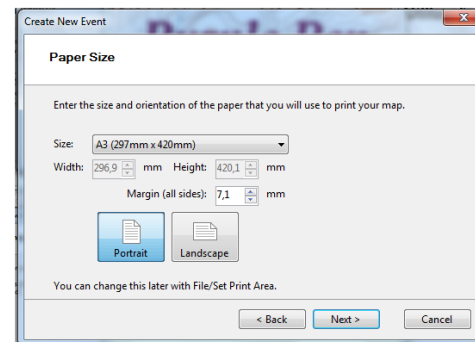 Create New Event
Paper Size
Enter the size and orientation of the paper that you will use to print your map.
Size: A3 (297mm x 420mm)
Width: 296,9 mm Height: 420,1 mm
Margin (all sides): 7,1 mm
Portrait Landscape
You can change this later with File/Set Print Area.
< Back Next > Cancel